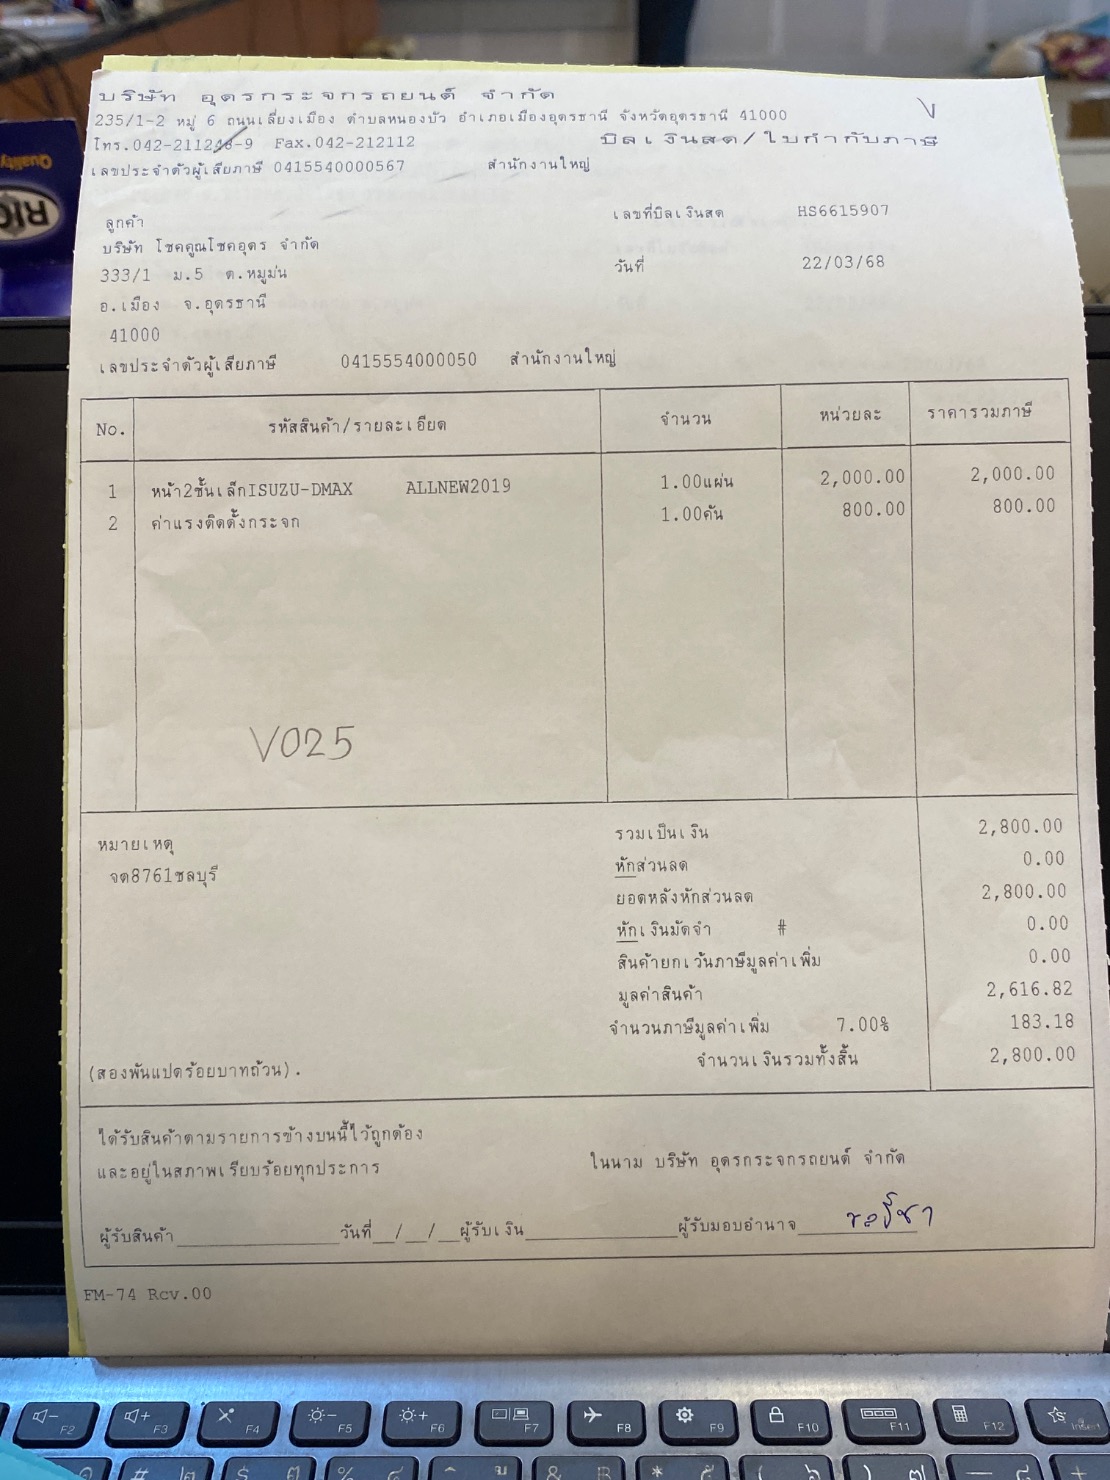 บริษัท อุดรกระจกรถยนต์ จำกัด
235/1-2 หมู่ 6 ถนนเลี่ยงเมือง ตำบลหนองบัว อำเภอเมืองอุดรธานี จังหวัดอุดรธานี 41000
โทร.042-211248-9 Fax.042-212112 บิลเงินสด/ใบกำกับภาษี
เลขประจำตัวผู้เสียภาษี 0415540000567 สำนักงานใหญ่
ลูกค้า เลขที่บิลเงินสด HS6615907
บริษัท โชคคูณโชคอุดร จำกัด
333/1 ม.5 ต.หมูม่น วันที่ 22/03/68
อ.เมือง จ.อุดรธานี
41000
เลขประจำตัวผู้เสียภาษี 0415554000050 สำนักงานใหญ่
No. รหัสสินค้า/รายละเอียด จำนวน หน่วยละ ราคารวมภาษี
1 หน้า2ชั้นเล็กISUZU-DMAX ALLNEW2019 1.00แผ่น 2,000.00 2,000.00
2 ค่าแรงติดตั้งกระจก 1.00คัน 800.00 800.00
V025
หมายเหตุ รวมเป็นเงิน 2,800.00
จด8761ชลบุรี หักส่วนลด 0.00
ยอดหลังหักส่วนลด 2,800.00
หักเงินมัดจำ # 0.00
สินค้ายกเว้นภาษีมูลค่าเพิ่ม 0.00
มูลค่าสินค้า 2,616.82
จำนวนภาษีมูลค่าเพิ่ม 7.00% 183.18
(สองพันแปดร้อยบาทถ้วน). จำนวนเงินรวมทั้งสิ้น 2,800.00
ได้รับสินค้าตามรายการข้างบนนี้ไว้ถูกต้อง
และอยู่ในสภาพเรียบร้อยทุกประการ ในนาม บริษัท อุดรกระจกรถยนต์ จำกัด
ผู้รับสินค้า วันที่__/__/__ผู้รับเงิน ผู้รับมอบอำนาจ
FM-74 Rev.00
F2 F3 F4 F5 F6 F7 F8 F9 F10 F11 F12